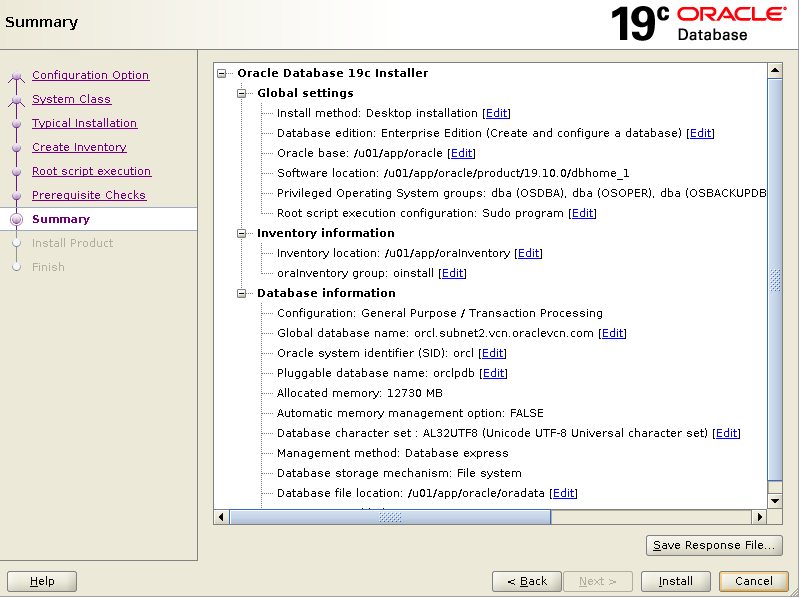 Summary
19c ORACLE
Database
Configuration Option
System Class
Typical Installation
Create Inventory
Root script execution
Prerequisite Checks
Summary
Install Product
Finish
Oracle Database 19c Installer
Global settings
Install method: Desktop installation [Edit]
Database edition: Enterprise Edition (Create and configure a database) [Edit]
Oracle base: /u01/app/oracle [Edit]
Software location: /u01/app/oracle/product/19.10.0/dbhome_1
Privileged Operating System groups: dba (OSDBA), dba (OSOPER), dba (OSBACKUPDB
Root script execution configuration: Sudo program [Edit]
Inventory information
Inventory location: /u01/app/oraInventory [Edit]
oraInventory group: oinstall [Edit]
Database information
Configuration: General Purpose / Transaction Processing
Global database name: orcl.subnet2.vcn.oraclevcn.com [Edit]
Oracle system identifier (SID): orcl [Edit]
Pluggable database name: orclpdb [Edit]
Allocated memory: 12730 MB
Automatic memory management option: FALSE
Database character set : AL32UTF8 (Unicode UTF-8 Universal character set) [Edit]
Management method: Database express
Database storage mechanism: File system
Database file location: /u01/app/oracle/oradata [Edit]
Save Response File...
Help
< Back
Next >
Install
Cancel